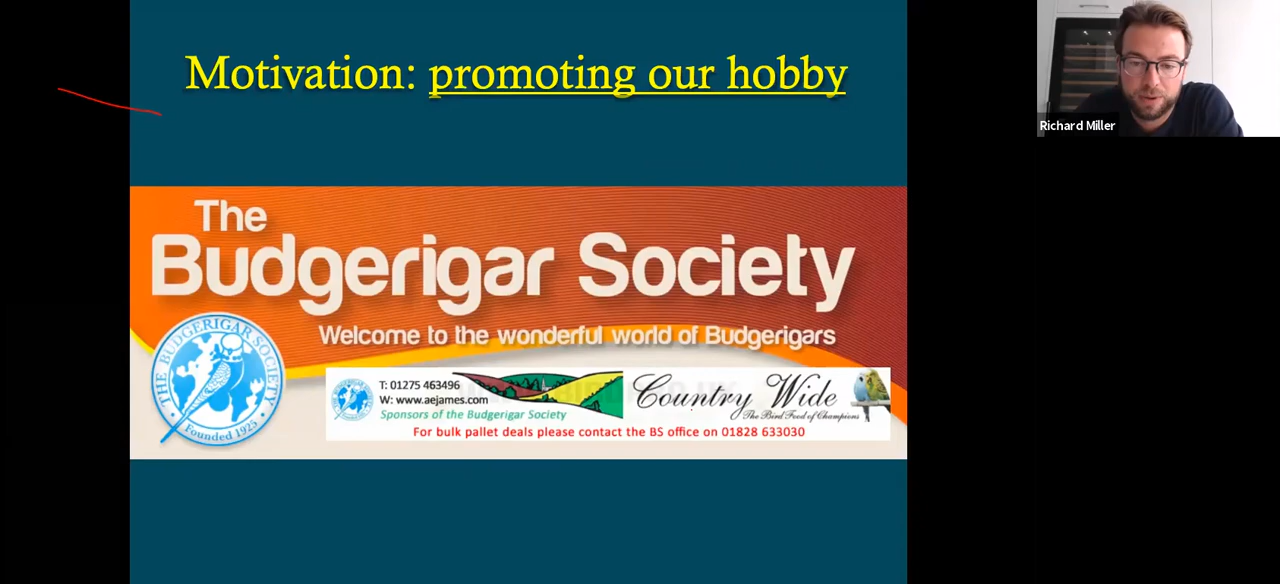 Motivation: promoting our hobby
Richard Miller
The
Budgerigar Society
Welcome to the wonderful world of Budgerigars
THE BUDGERIGAR SOCIETY
Founded 1925
T: 01275 463496
W: www.aejames.com
Sponsors of the Budgerigar Society
Country Wide
The Bird Food of Champions
For bulk pallet deals please contact the BS office on 01828 633030